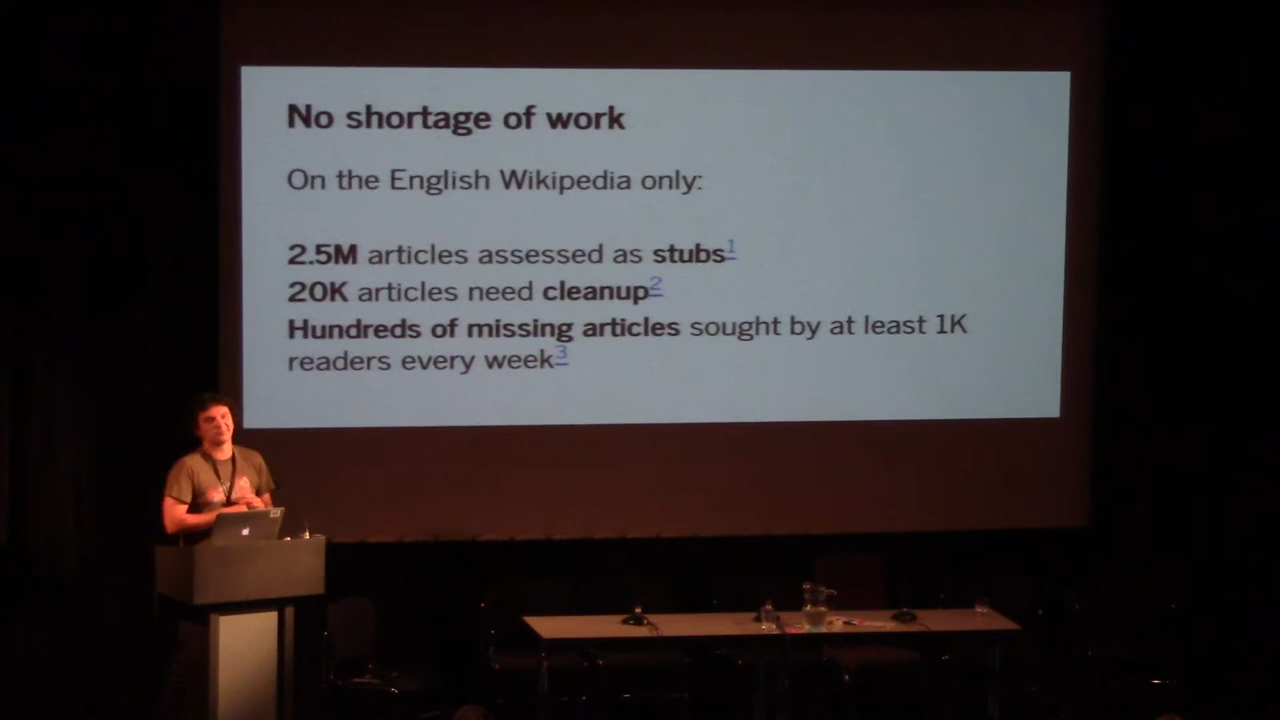 No shortage of work
On the English Wikipedia only:
2.5M articles assessed as stubs1
20K articles need cleanup2
Hundreds of missing articles sought by at least 1K
readers every week3